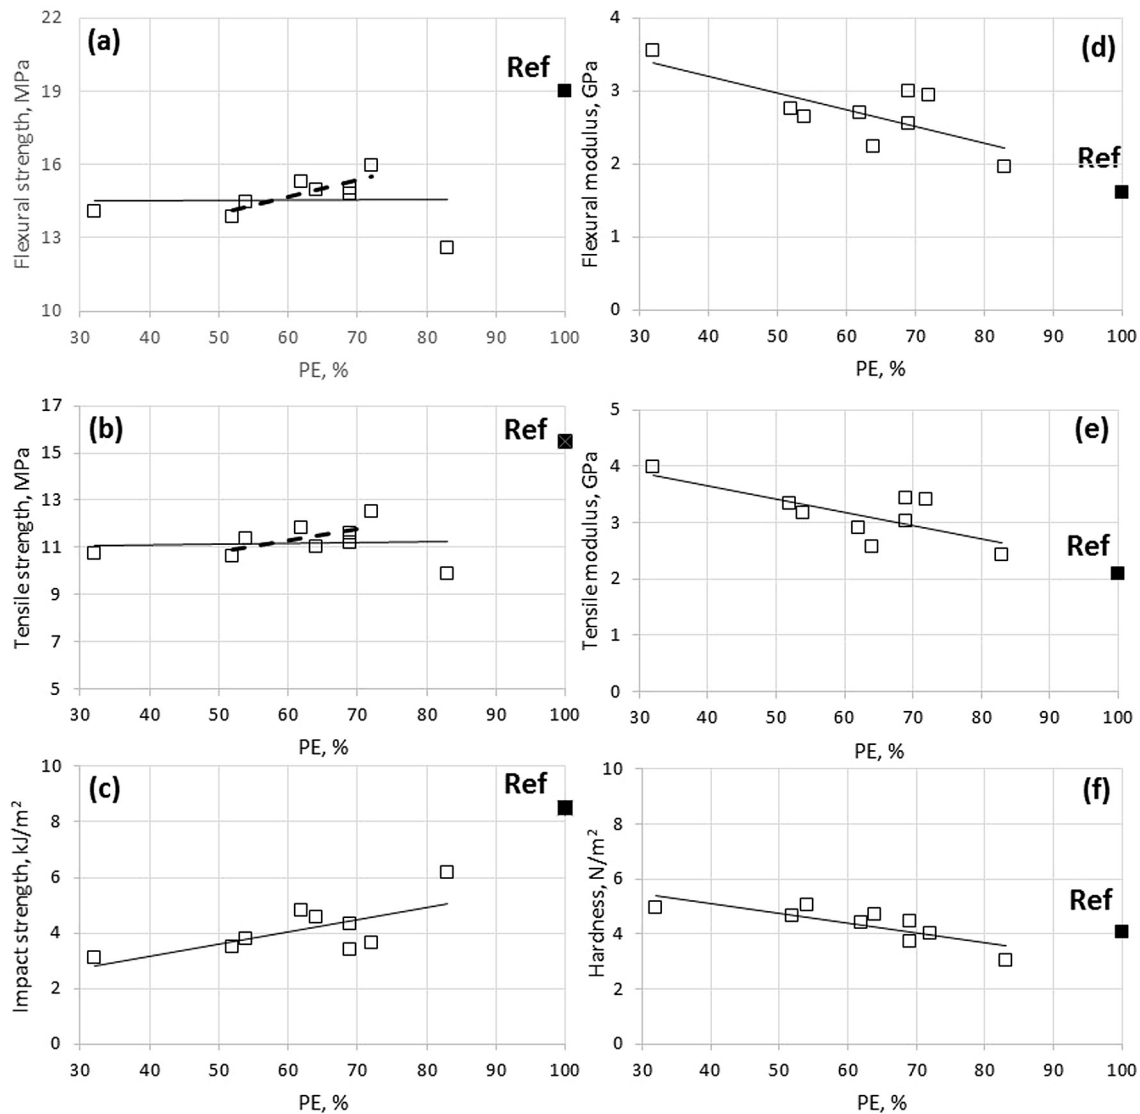 (a)
Ref
Flexural strength, MPa
22
19
16
13
10
30 40 50 60 70 80 90 100
PE, %
(d)
Ref
Flexural modulus, GPa
4
3
2
1
0
30 40 50 60 70 80 90 100
PE, %
(b)
Ref
Tensile strength, MPa
17
15
13
11
9
7
5
30 40 50 60 70 80 90 100
PE, %
(e)
Ref
Tensile modulus, GPa
5
4
3
2
1
0
30 40 50 60 70 80 90 100
PE, %
(c)
Ref
Impact strength, kJ/m²
10
8
6
4
2
0
30 40 50 60 70 80 90 100
PE, %
(f)
Ref
Hardness, N/m²
10
8
6
4
2
0
30 40 50 60 70 80 90 100
PE, %